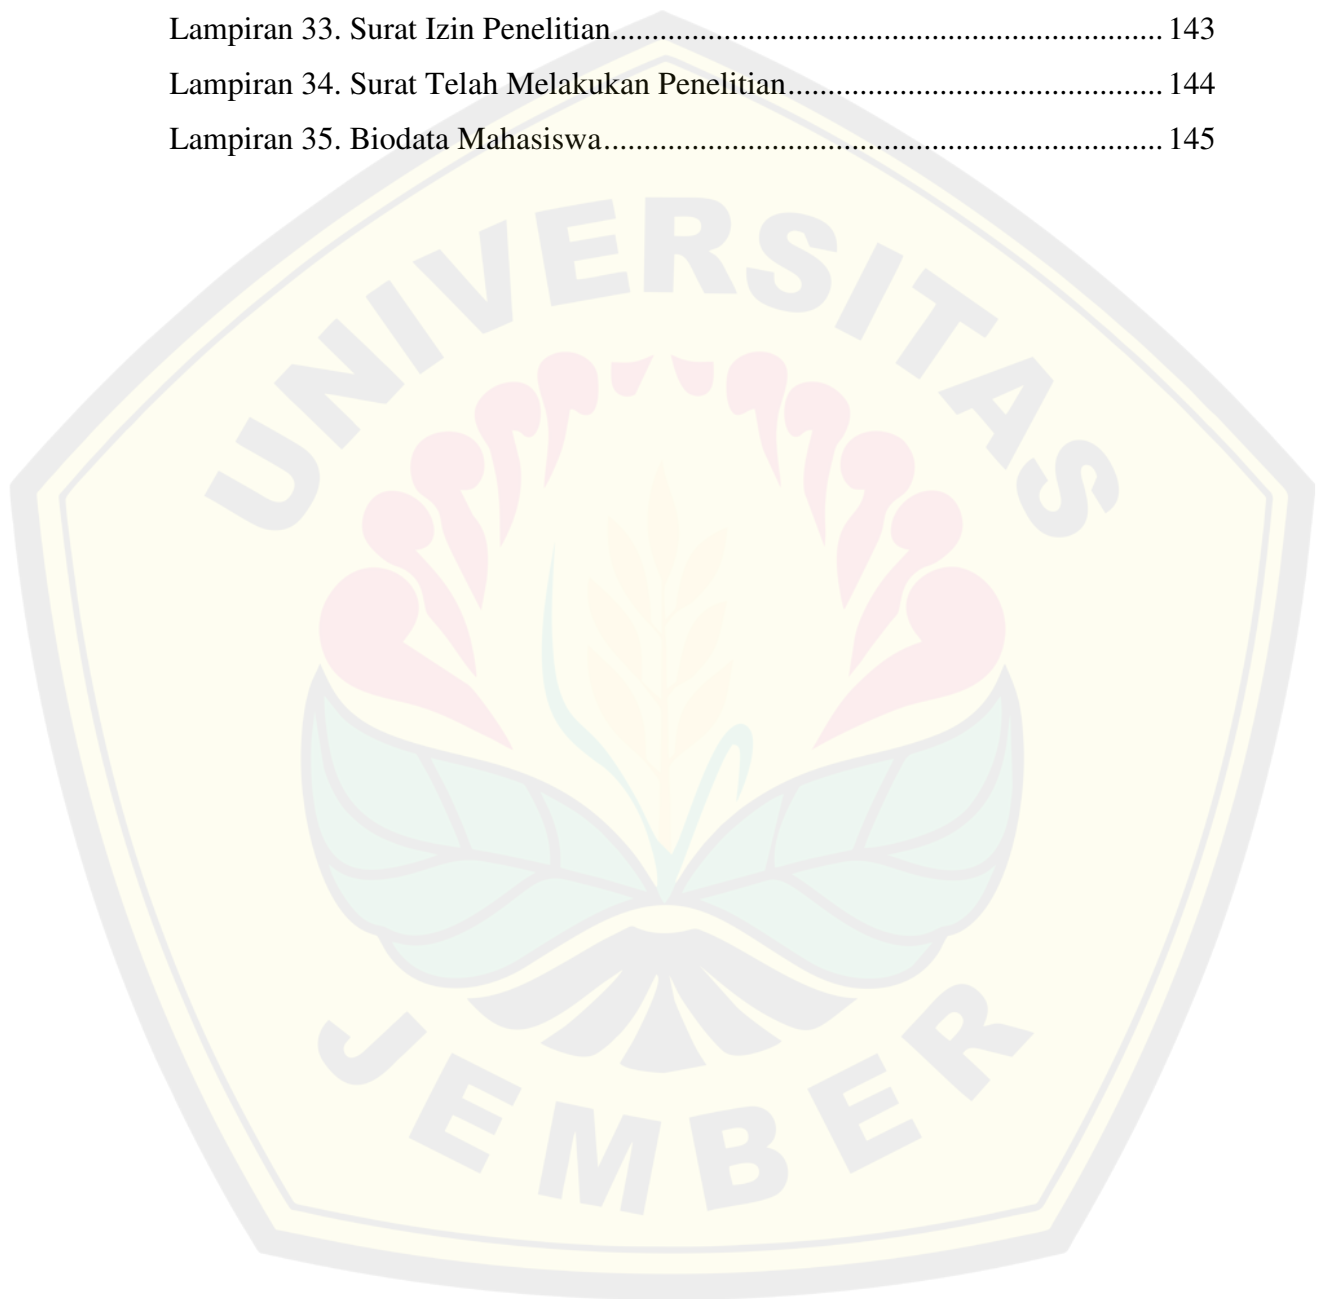 Lampiran 33. Surat Izin Penelitian...................................................................... 143
Lampiran 34. Surat Telah Melakukan Penelitian................................................ 144
Lampiran 35. Biodata Mahasiswa....................................................................... 145
UNIVERSITAS
JEMBER